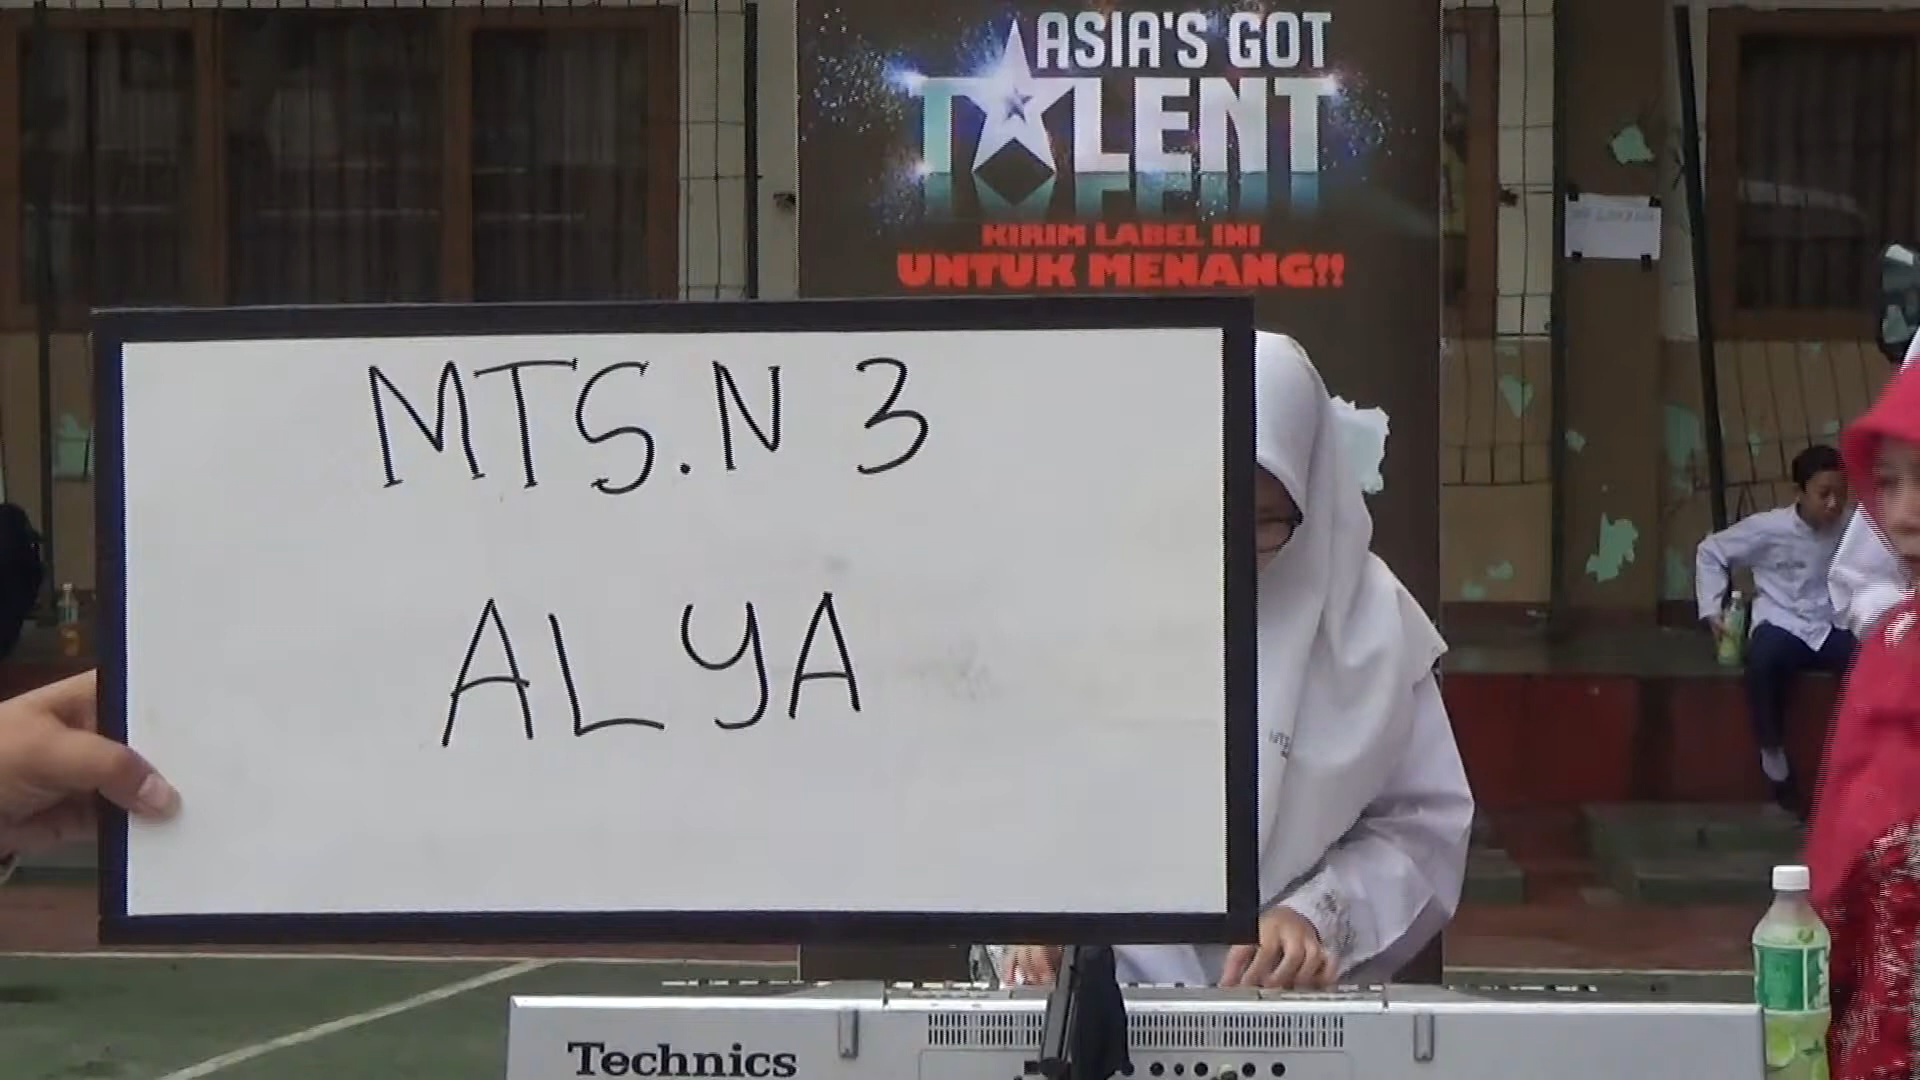 ASIA'S GOT
TALENT
KIRIM LABEL INI
UNTUK MENANG!!
MTS.N 3
ALYA
Technics